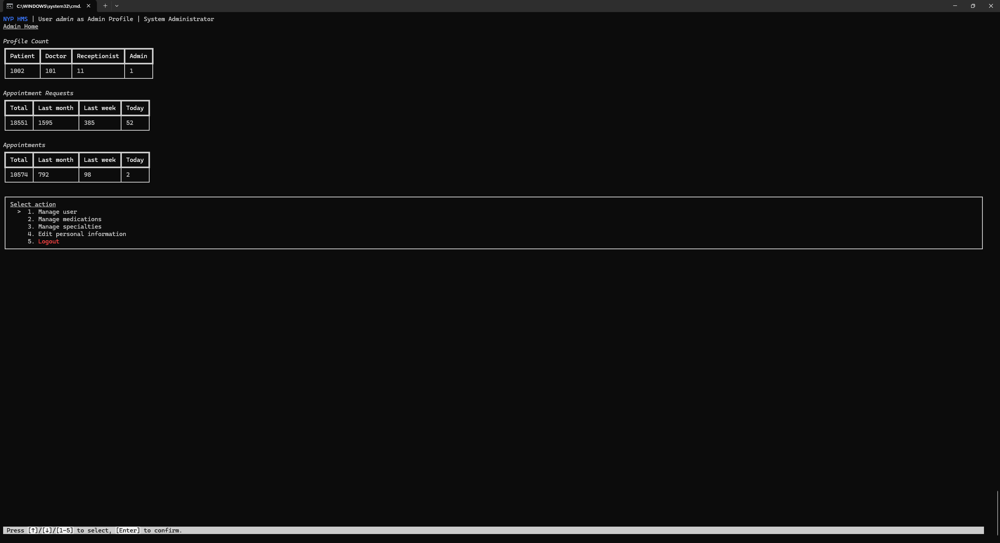 C:\WINDOWS\system32\cmd.
NYP HMS | User admin as Admin Profile | System Administrator
Admin Home
Profile Count
Patient Doctor Receptionist Admin
1002 101 11 1
Appointment Requests
Total Last month Last week Today
18551 1595 385 52
Appointments
Total Last month Last week Today
10574 792 98 2
Select action
> 1. Manage user
2. Manage medications
3. Manage specialties
4. Edit personal information
5. Logout
Press [↑]/[↓]/[1-5] to select, [Enter] to confirm.